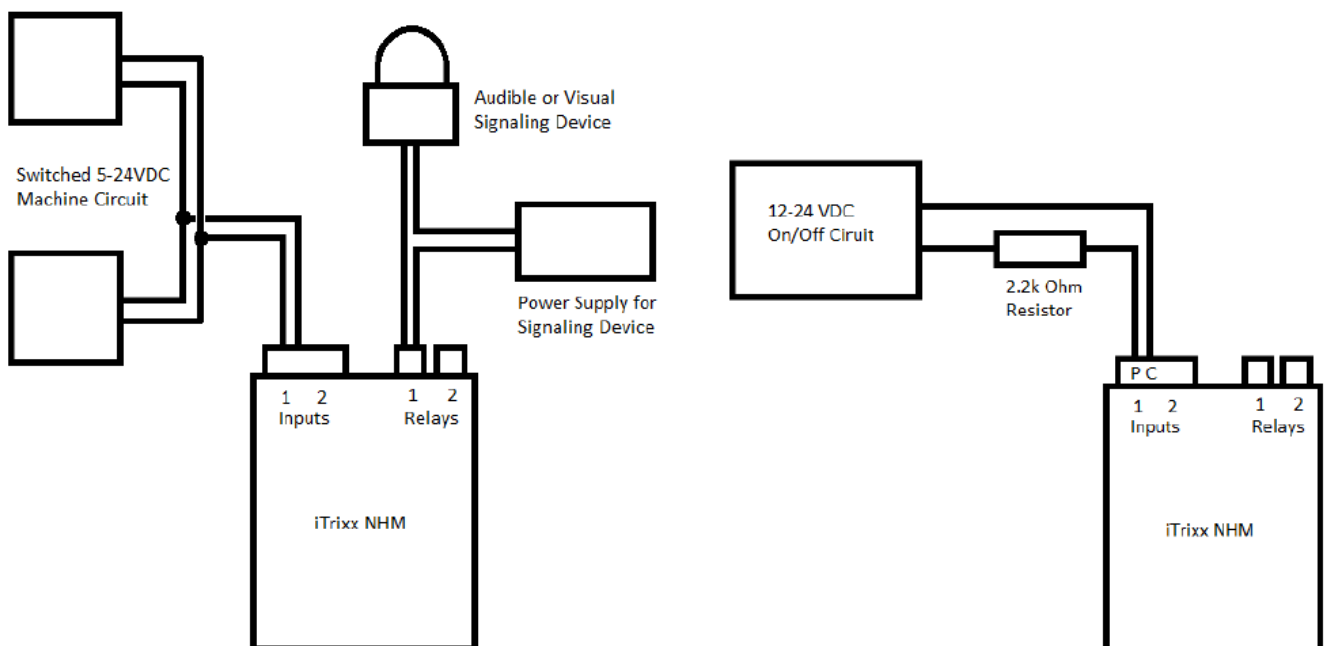 Audible or Visual
Signaling Device
Switched 5-24VDC
Machine Circuit
Power Supply for
Signaling Device
1 2
Inputs
1 2
Relays
iTrixx NHM
12-24 VDC
On/Off Ciruit
2.2k Ohm
Resistor
P C
1 2
Inputs
1 2
Relays
iTrixx NHM